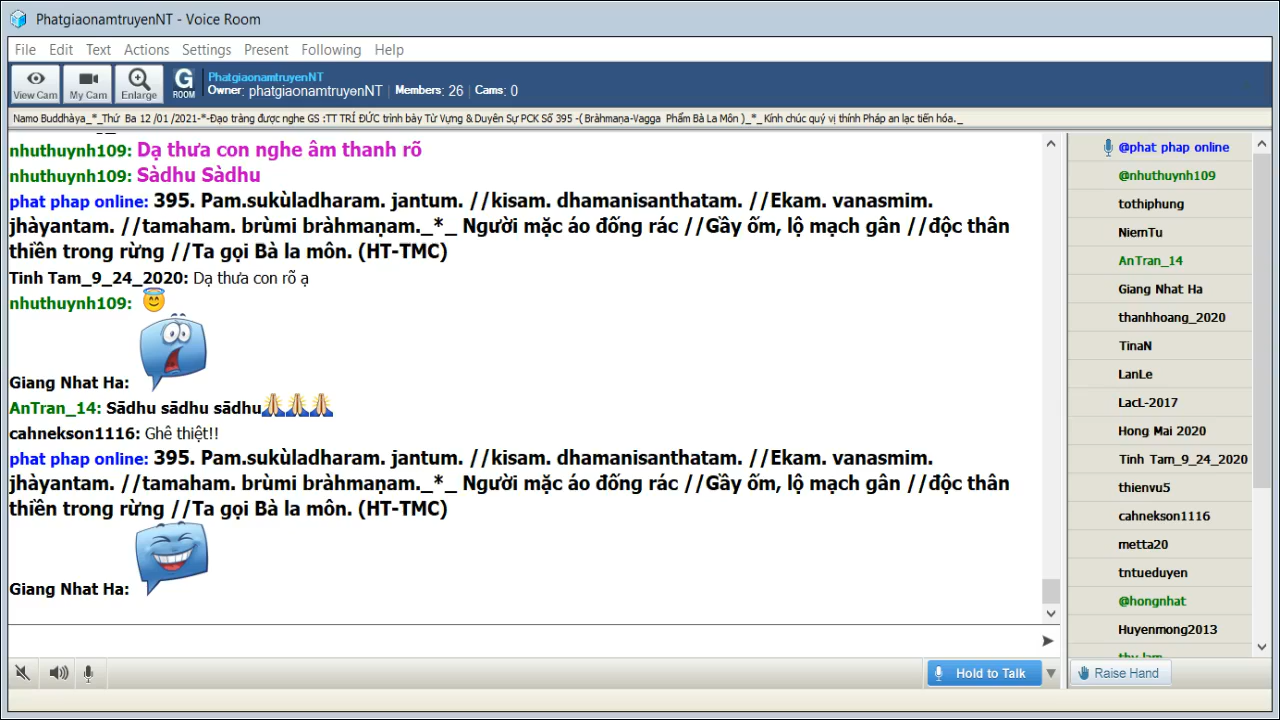 PhatgiaonamtruyenNT - Voice Room
File Edit Text Actions Settings Present Following Help
View Cam My Cam Enlarge G ROOM PhatgiaonamtruyenNT
Owner: phatgiaonamtruyenNT Members: 26 Cams: 0
Namo Buddhàya_*_Thứ Ba 12 /01 /2021-*-Đạo tràng được nghe GS :TT TRÍ ĐỨC trình bày Từ Vựng & Duyên Sự PCK Số 395 -( Bràhmaṇa-Vagga Phẩm Bà La Môn )_*_ Kính chúc quý vị thính Pháp an lạc tiến hóa._
nhuthuynh109: Dạ thưa con nghe âm thanh rõ
nhuthuynh109: Sàdhu Sàdhu
phat phap online: 395. Pam.sukùladharam. jantum. //kisam. dhamanisanthatam. //Ekam. vanasmim.
jhàyantam. //tamaham. brùmi bràhmaṇam._*_ Người mặc áo đống rác //Gầy ốm, lộ mạch gân //độc thân
thiền trong rừng //Ta gọi Bà la môn. (HT-TMC)
Tinh Tam_9_24_2020: Dạ thưa con rõ ạ
nhuthuynh109:
Giang Nhat Ha:
AnTran_14: Sādhu sādhu sādhu🙏🙏🙏
cahnekson1116: Ghê thiệt!!
phat phap online: 395. Pam.sukùladharam. jantum. //kisam. dhamanisanthatam. //Ekam. vanasmim.
jhàyantam. //tamaham. brùmi bràhmaṇam._*_ Người mặc áo đống rác //Gầy ốm, lộ mạch gân //độc thân
thiền trong rừng //Ta gọi Bà la môn. (HT-TMC)
Giang Nhat Ha:
@phat phap online
@nhuthuynh109
tothiphung
NiemTu
AnTran_14
Giang Nhat Ha
thanhhoang_2020
TinaN
LanLe
LacL-2017
Hong Mai 2020
Tinh Tam_9_24_2020
thienvu5
cahnekson1116
metta20
tntueduyen
@hongnhat
Huyenmong2013
Hold to Talk
Raise Hand